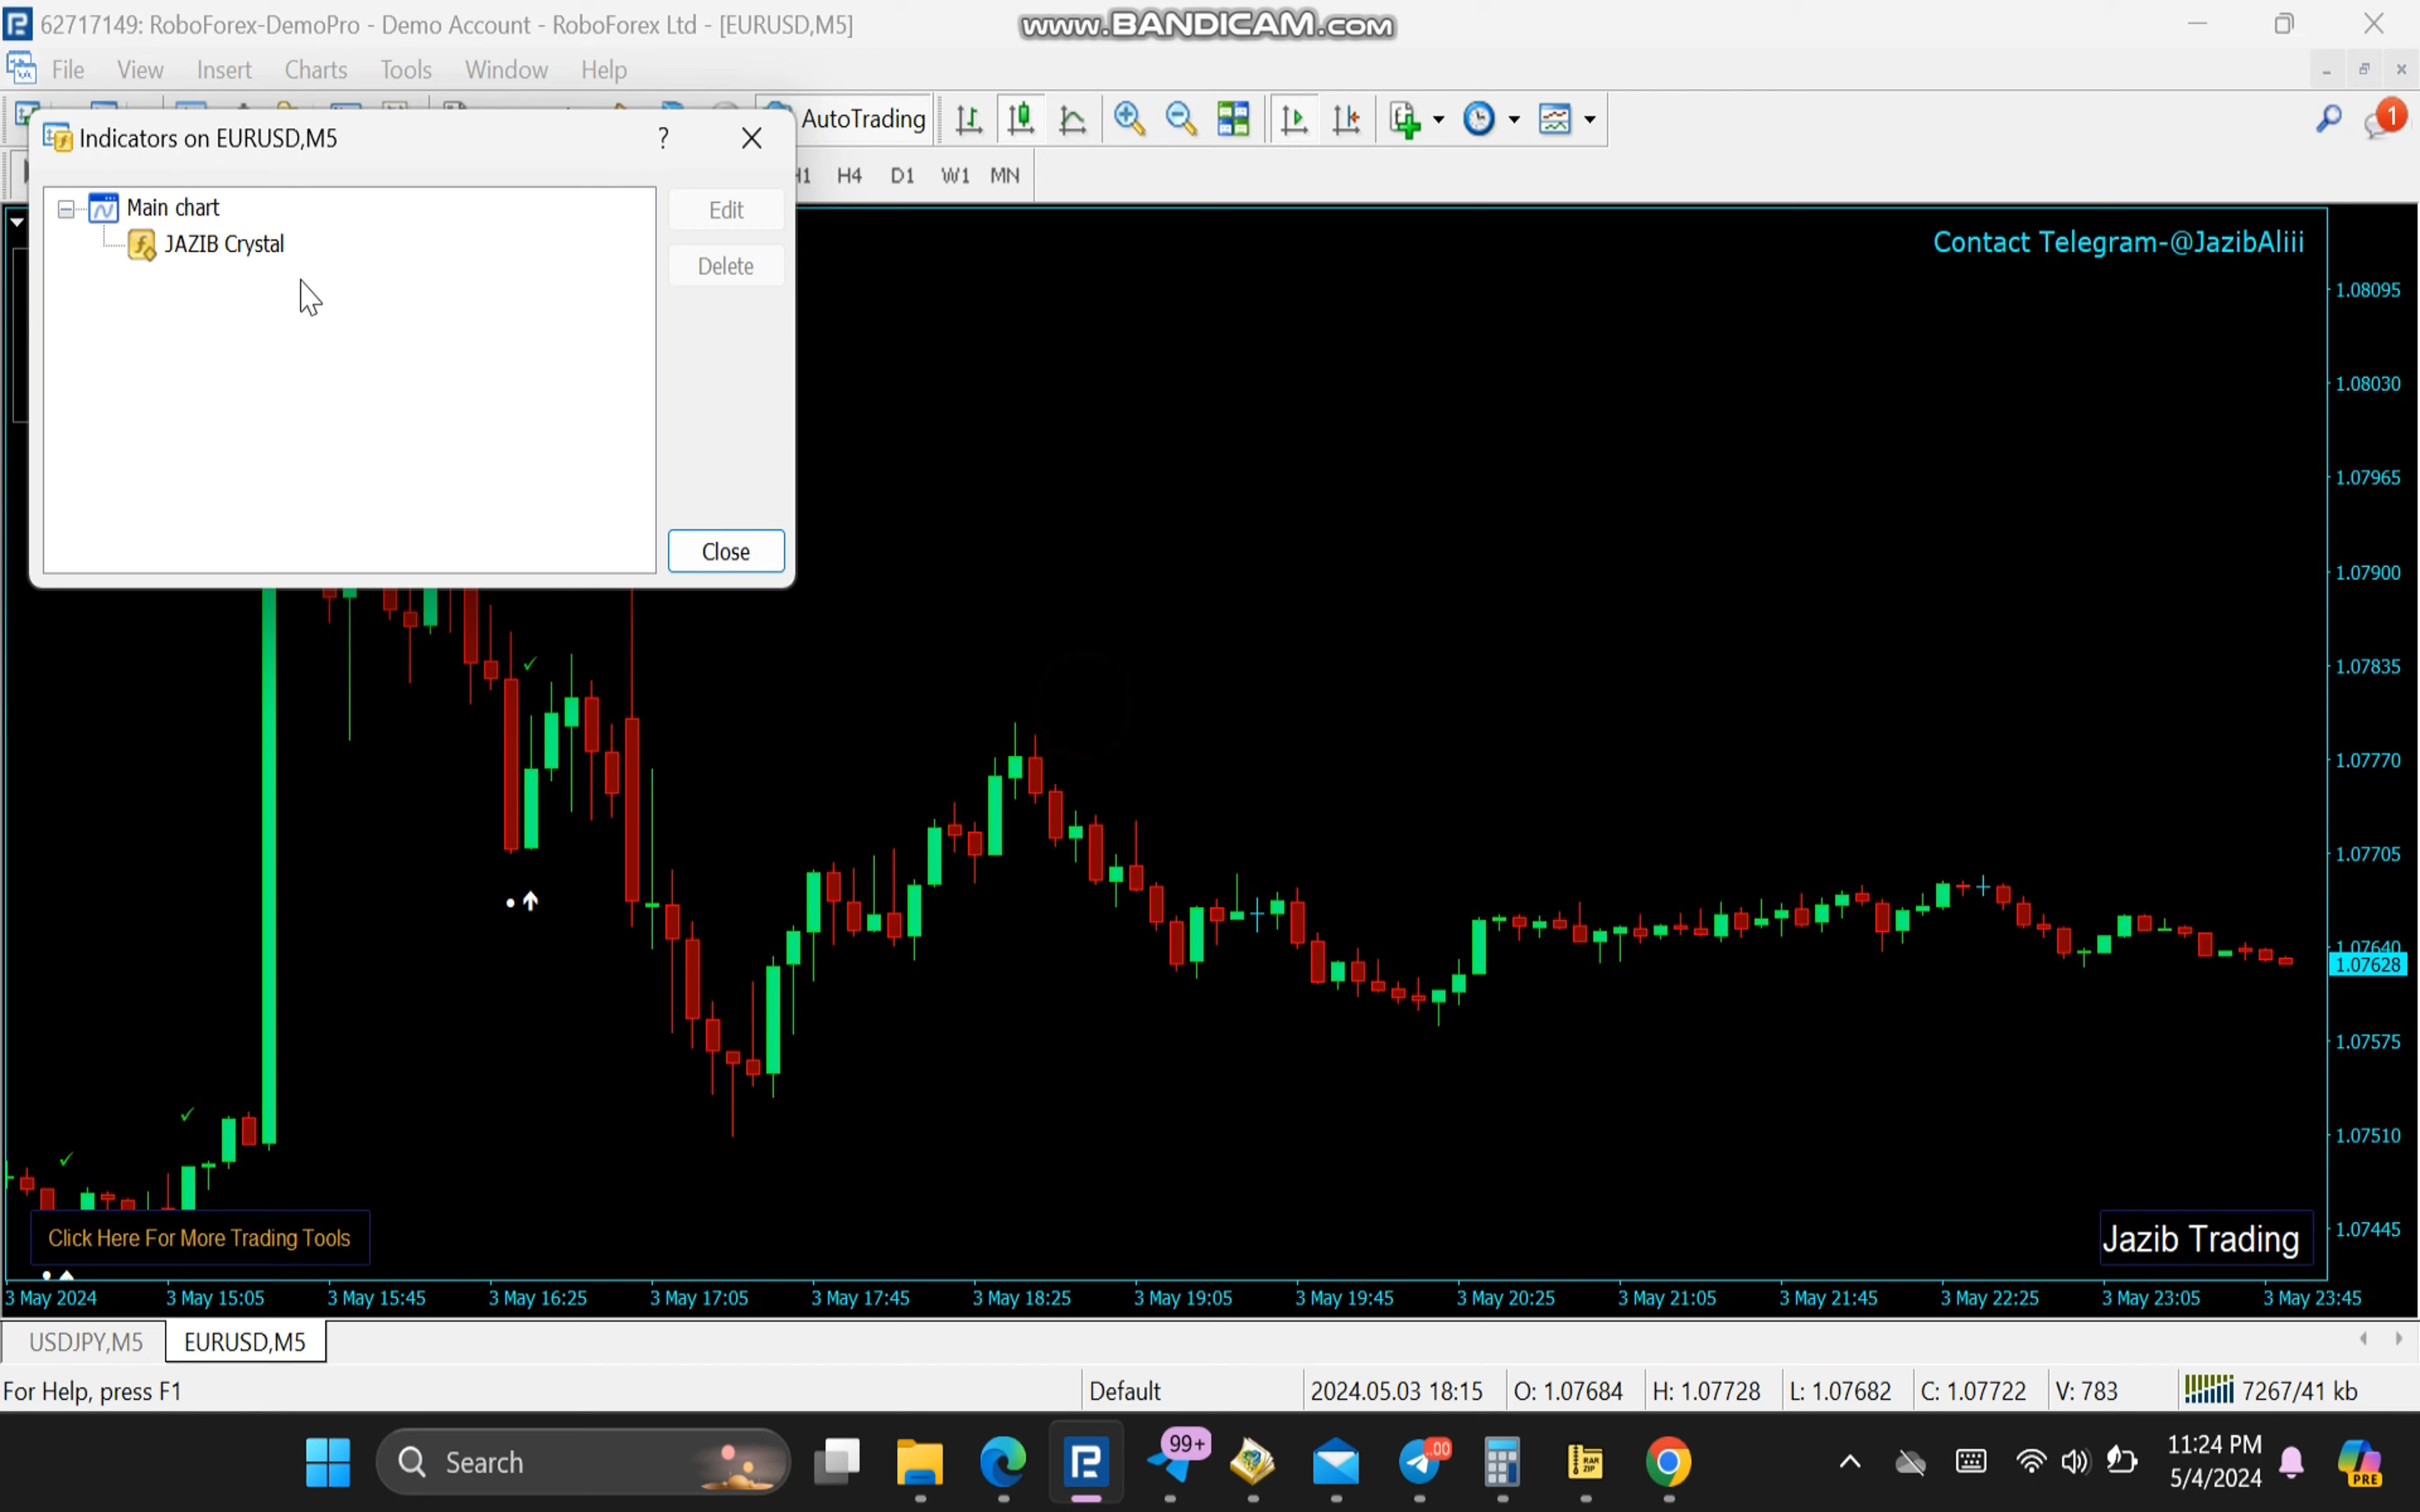 62717149: RoboForex-DemoPro - Demo Account - RoboForex Ltd - [EURUSD,M5]
www.BANDICAM.com
File View Insert Charts Tools Window Help
AutoTrading
1
Indicators on EURUSD,M5 ?
H4 D1 W1 MN
Main chart
JAZIB Crystal
Edit
Delete
Close
Contact Telegram-@JazibAliii
1.08095
1.08030
1.07965
1.07900
1.07835
1.07770
1.07705
1.07640
1.07628
1.07575
1.07510
1.07445
Click Here For More Trading Tools
Jazib Trading
3 May 2024 3 May 15:05 3 May 15:45 3 May 16:25 3 May 17:05 3 May 17:45 3 May 18:25 3 May 19:05 3 May 19:45 3 May 20:25 3 May 21:05 3 May 21:45 3 May 22:25 3 May 23:05 3 May 23:45
USDJPY,M5 EURUSD,M5
For Help, press F1 Default 2024.05.03 18:15 O: 1.07684 H: 1.07728 L: 1.07682 C: 1.07722 V: 783 7267/41 kb
Search
99+
.00
RAR
ZIP
11:24 PM
5/4/2024
PRE